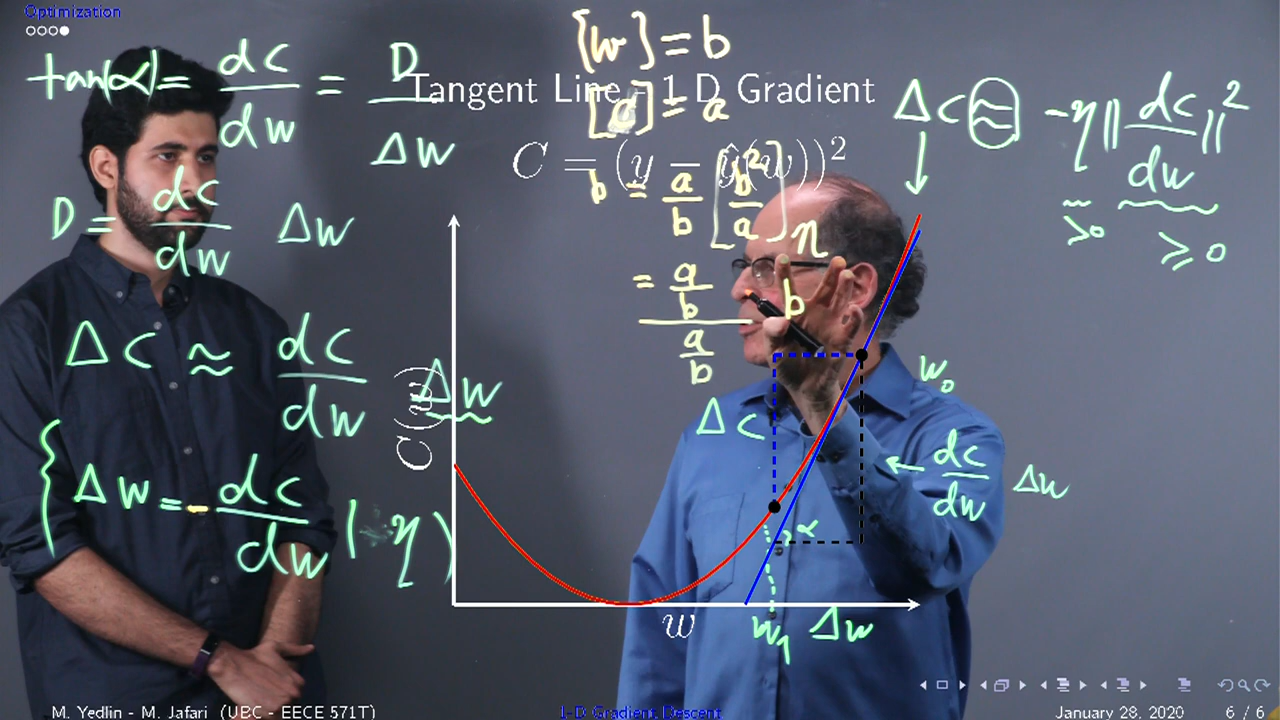 Optimization
Tangent Line - 1 D Gradient
C = (y − ŷ(w))²
tan(α) = dc/dw = D/Δw
D = dc/dw Δw
Δc ≈ dc/dw Δw
{ Δw = - dc/dw (η)
[w] = b
[d] = a
b = a/b [b²/a]
η
= a/b
b
a/b
Δc ≈ -η ||dc/dw||²
>0
≥0
C(w)
w
w₀
Δc
← dc/dw Δw
α
w₁ Δw
M. Yedlin - M. Jafari (UBC - EECE 571T)
1-D Gradient Descent
January 28, 2020
6 / 6